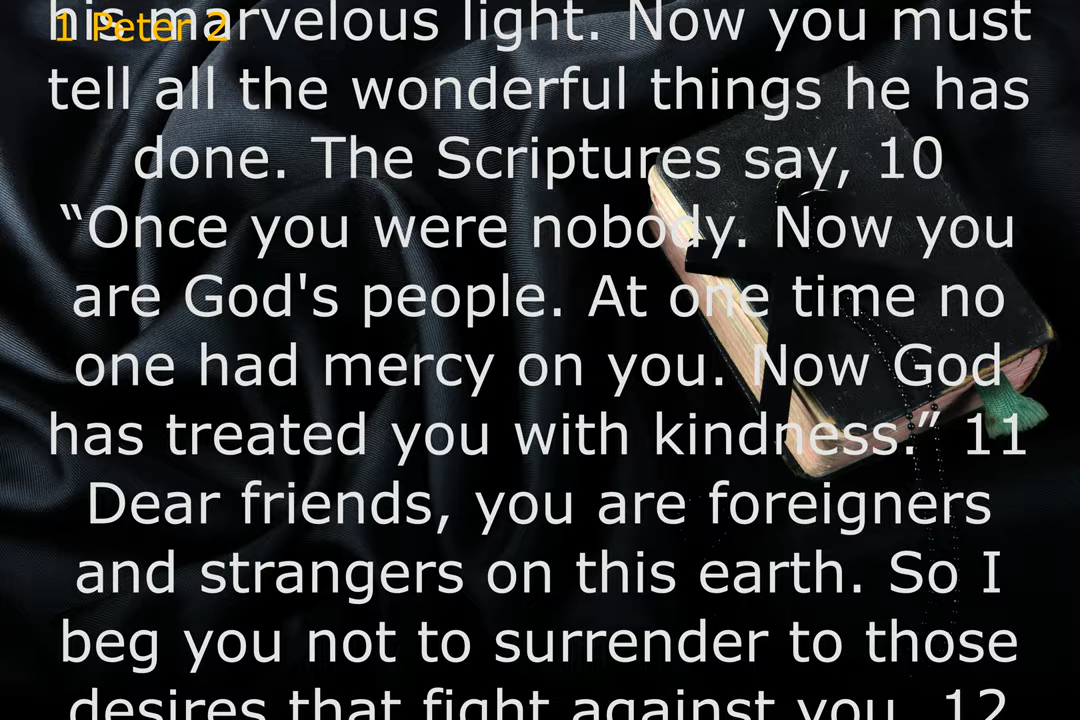 1 Peter 2
his marvelous light. Now you must
tell all the wonderful things he has
done. The Scriptures say, 10
“Once you were nobody. Now you
are God's people. At one time no
one had mercy on you. Now God
has treated you with kindness.” 11
Dear friends, you are foreigners
and strangers on this earth. So I
beg you not to surrender to those
desires that fight against you. 12